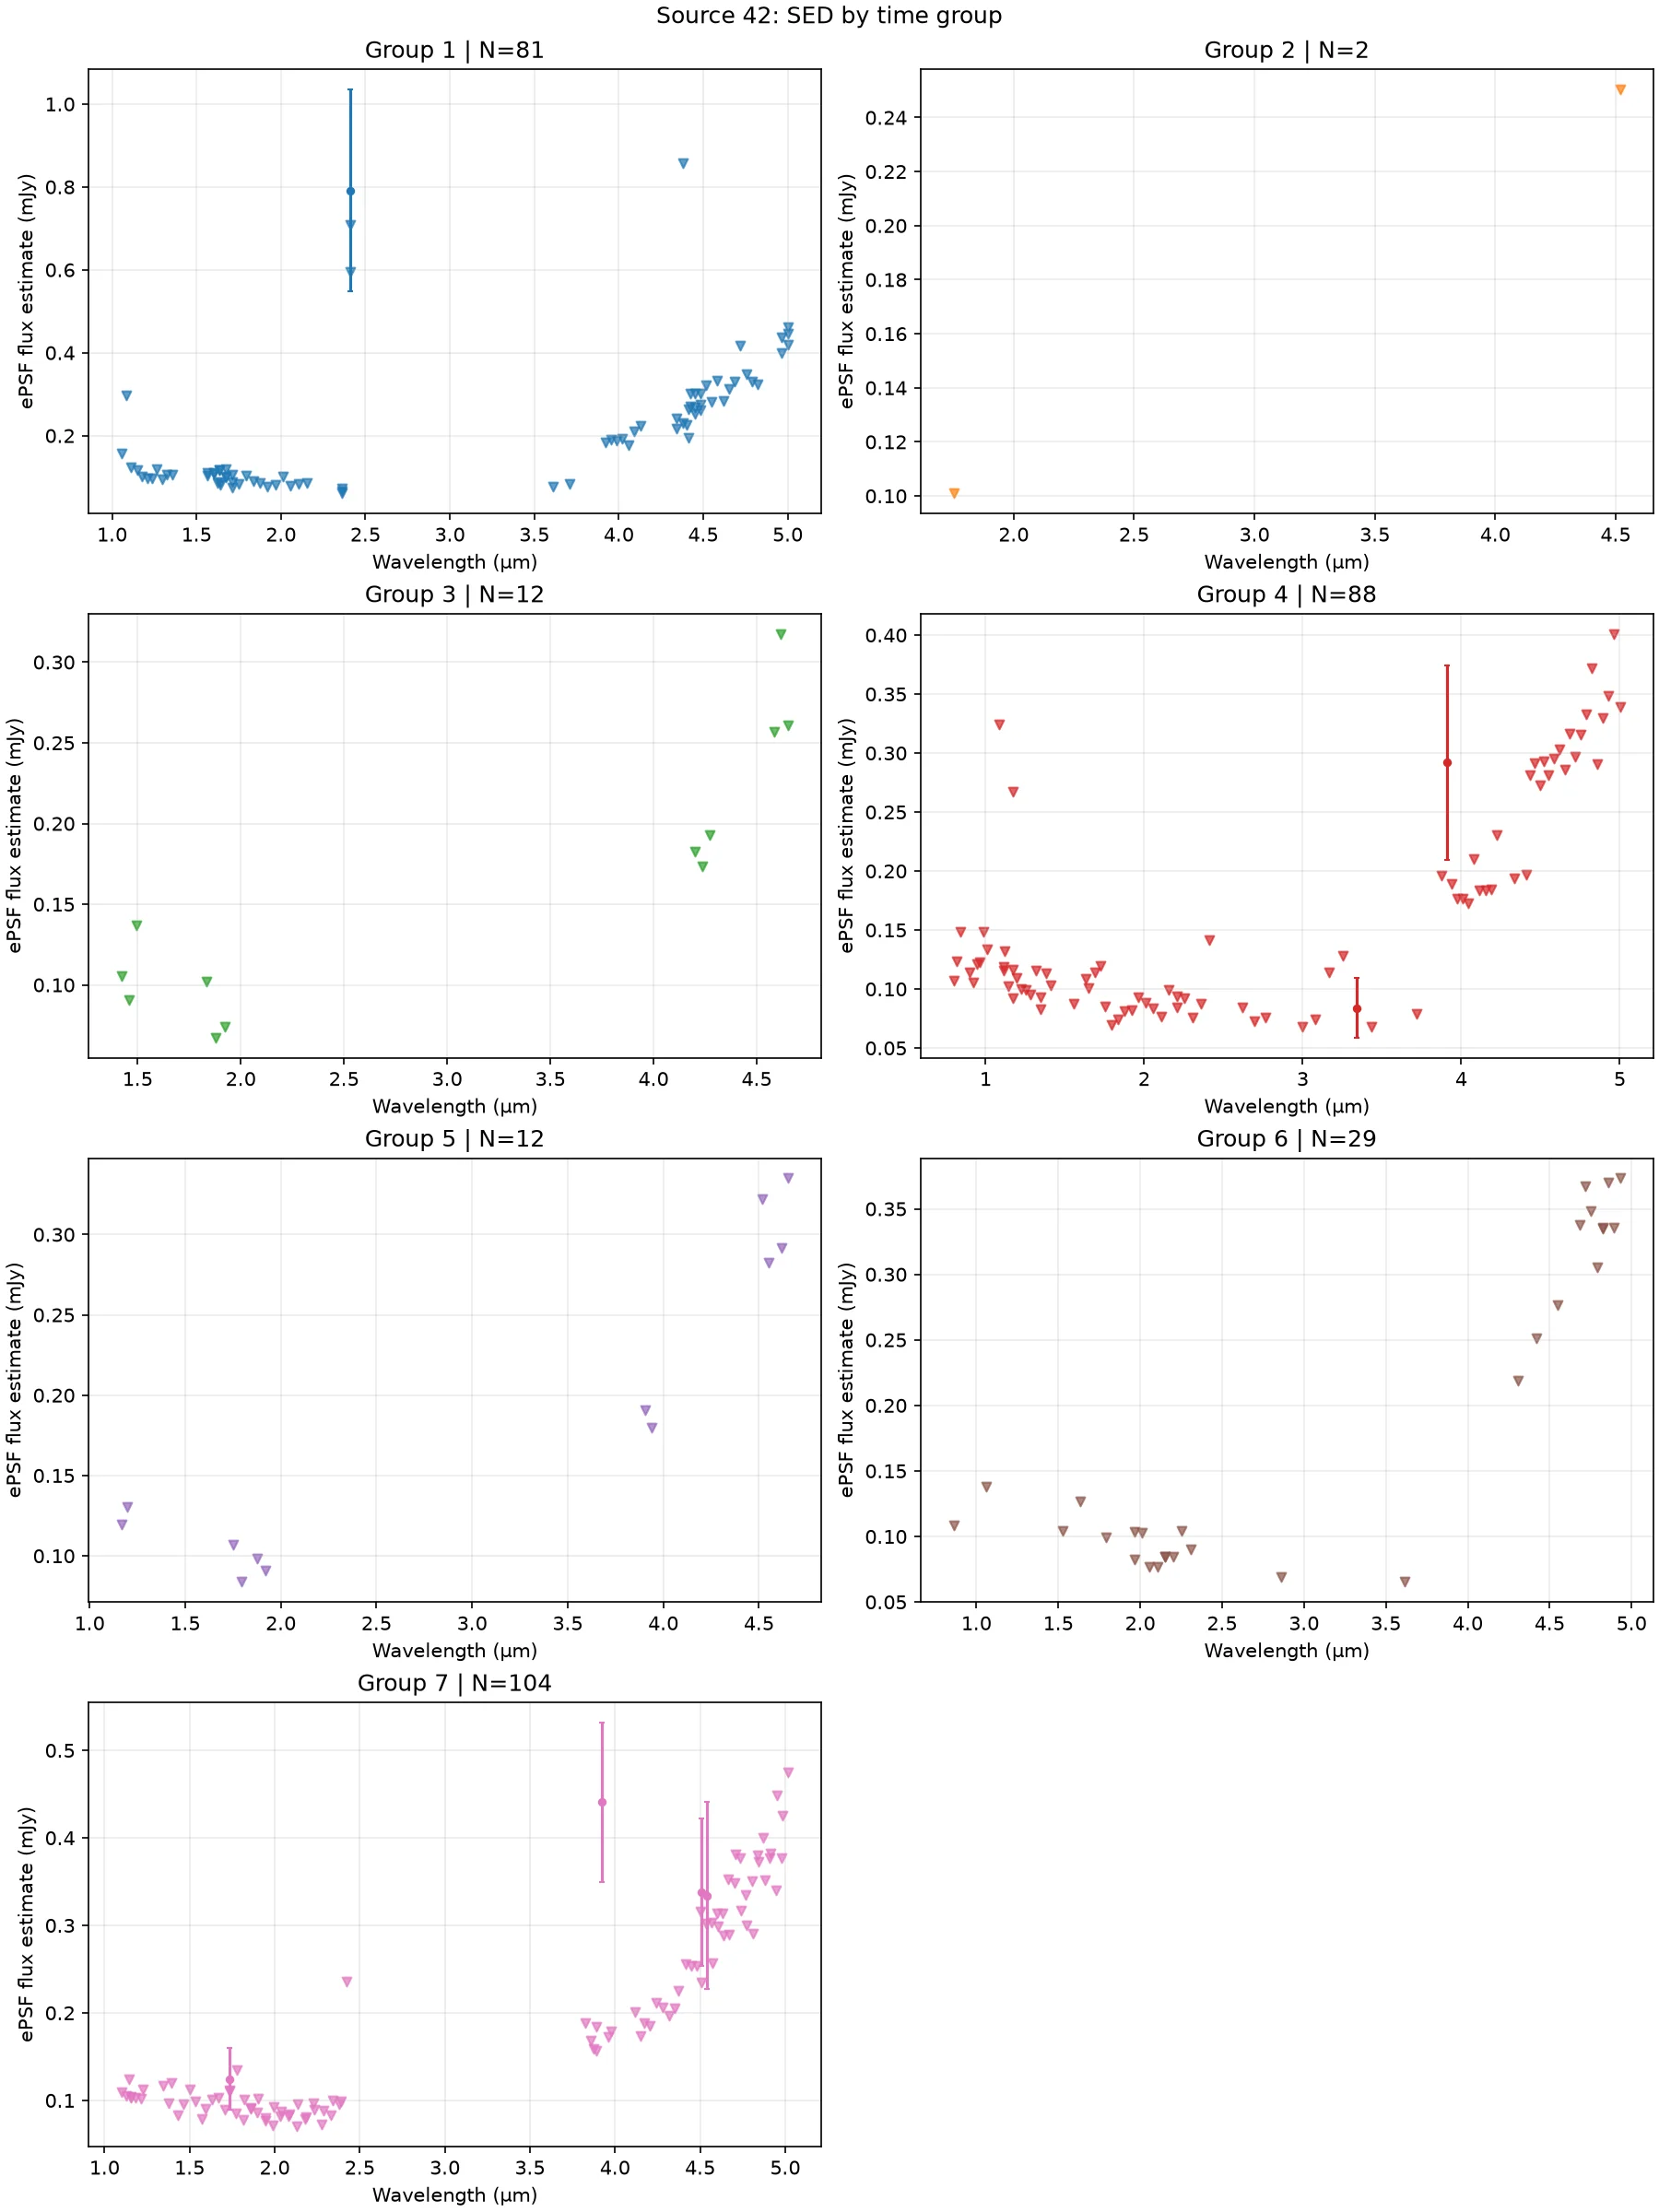 Source 42: SED by time group
Group 1 | N=81
1.0
0.8
0.6
0.4
0.2
ePSF flux estimate (mJy)
1.0 1.5 2.0 2.5 3.0 3.5 4.0 4.5 5.0
Wavelength (µm)
Group 2 | N=2
0.24
0.22
0.20
0.18
0.16
0.14
0.12
0.10
ePSF flux estimate (mJy)
2.0 2.5 3.0 3.5 4.0 4.5
Wavelength (µm)
Group 3 | N=12
0.30
0.25
0.20
0.15
0.10
ePSF flux estimate (mJy)
1.5 2.0 2.5 3.0 3.5 4.0 4.5
Wavelength (µm)
Group 4 | N=88
0.40
0.35
0.30
0.25
0.20
0.15
0.10
0.05
ePSF flux estimate (mJy)
1 2 3 4 5
Wavelength (µm)
Group 5 | N=12
0.30
0.25
0.20
0.15
0.10
ePSF flux estimate (mJy)
1.0 1.5 2.0 2.5 3.0 3.5 4.0 4.5
Wavelength (µm)
Group 6 | N=29
0.35
0.30
0.25
0.20
0.15
0.10
0.05
ePSF flux estimate (mJy)
1.0 1.5 2.0 2.5 3.0 3.5 4.0 4.5 5.0
Wavelength (µm)
Group 7 | N=104
0.5
0.4
0.3
0.2
0.1
ePSF flux estimate (mJy)
1.0 1.5 2.0 2.5 3.0 3.5 4.0 4.5 5.0
Wavelength (µm)